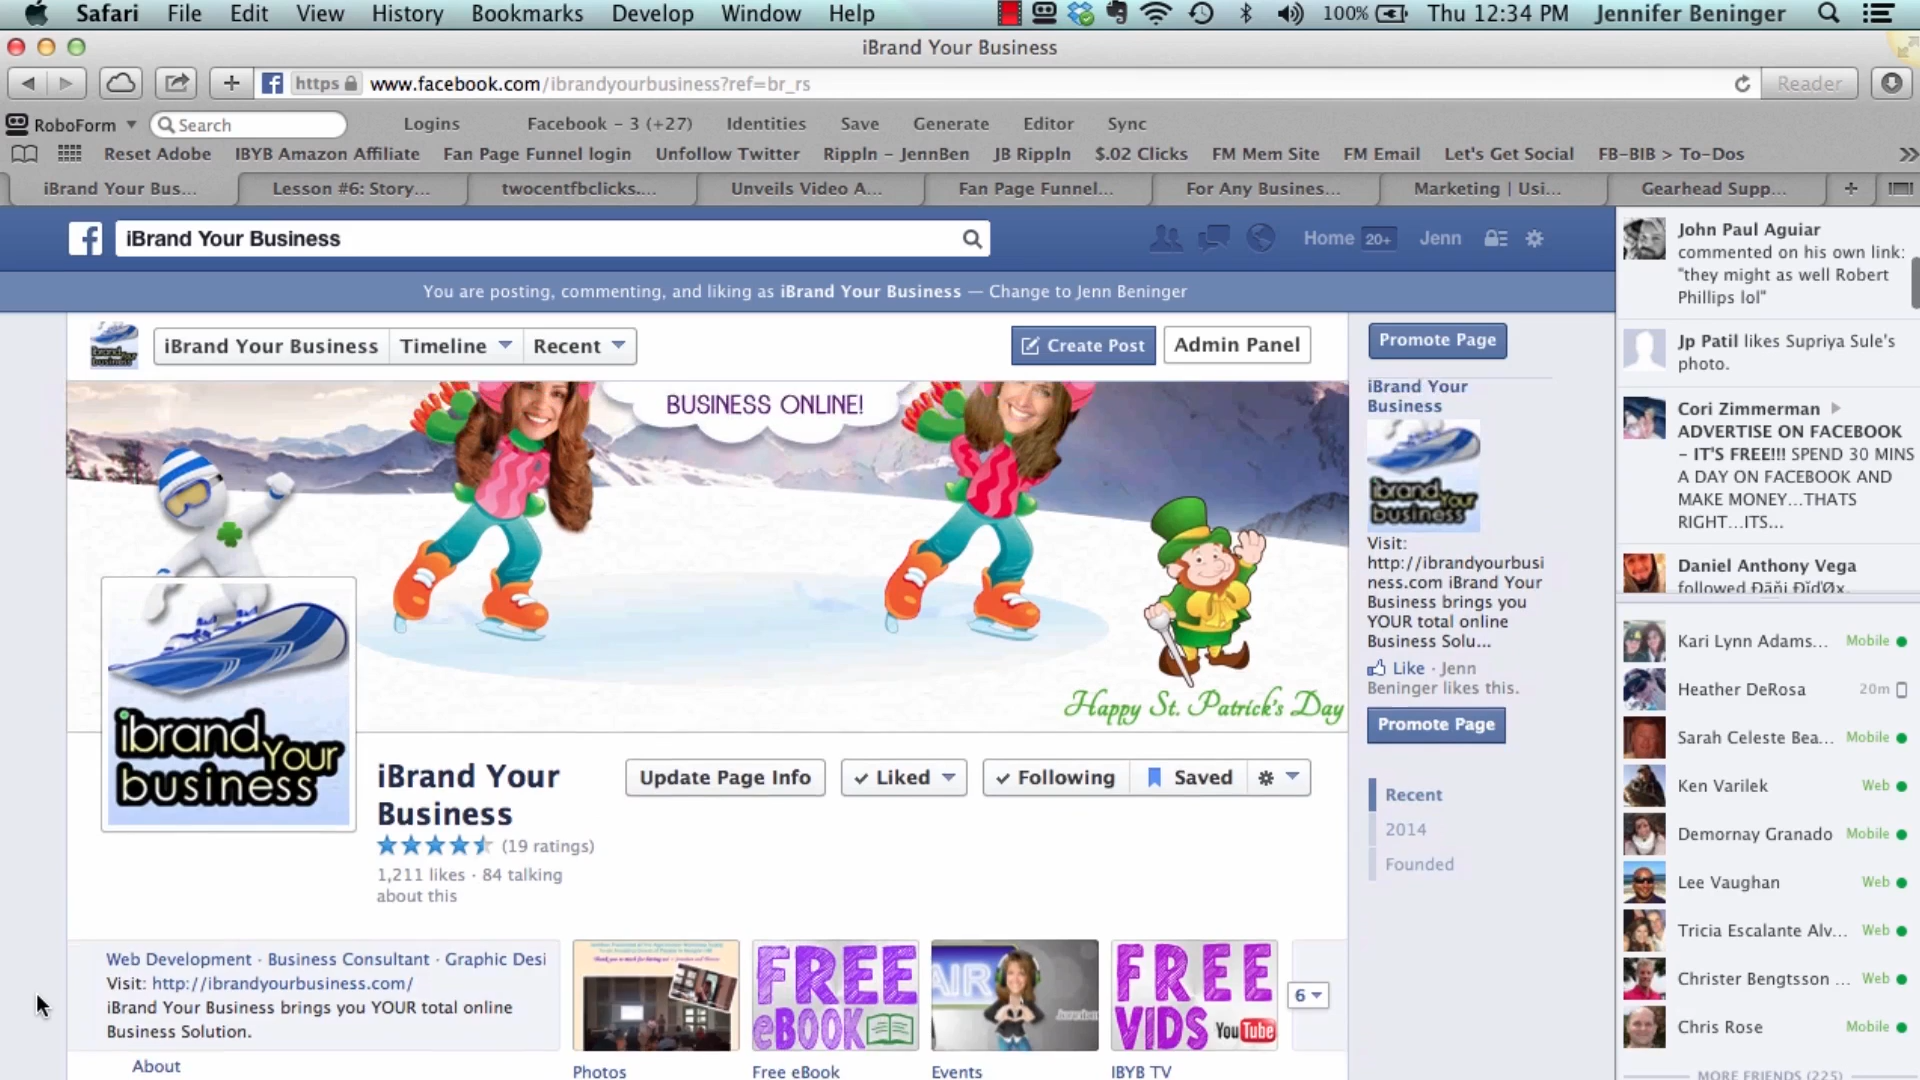 Safari File Edit View History Bookmarks Develop Window Help 100% Thu 12:34 PM Jennifer Beninger
iBrand Your Business
https www.facebook.com/ibrandyourbusiness?ref=br_rs Reader
RoboForm Search Logins Facebook - 3 (+27) Identities Save Generate Editor Sync
Reset Adobe IBYB Amazon Affiliate Fan Page Funnel login Unfollow Twitter Rippln - JennBen JB Rippln $.02 Clicks FM Mem Site FM Email Let's Get Social FB-BIB > To-Dos
iBrand Your Bus... Lesson #6: Story... twocentfbclicks.... Unveils Video A... Fan Page Funnel... For Any Busines... Marketing | Usi... Gearhead Supp...
iBrand Your Business Home 20+ Jenn
You are posting, commenting, and liking as iBrand Your Business — Change to Jenn Beninger
iBrand Your Business Timeline Recent Create Post Admin Panel
BUSINESS ONLINE!
Happy St. Patrick's Day
ibrand Your
business
iBrand Your
Business
(19 ratings)
1,211 likes · 84 talking
about this
Update Page Info Liked Following Saved
Web Development · Business Consultant · Graphic Desi
Visit: http://ibrandyourbusiness.com/
iBrand Your Business brings you YOUR total online
Business Solution.
About
AIR
FREE
eBOOK
FREE
VIDS YouTube
6
Photos Free eBook Events IBYB TV
Promote Page
iBrand Your
Business
ibrand Your
business
Visit:
http://ibrandyourbusi
ness.com iBrand Your
Business brings you
YOUR total online
Business Solu...
Like · Jenn
Beninger likes this.
Promote Page
Recent
2014
Founded
John Paul Aguiar
commented on his own link:
"they might as well Robert
Phillips lol"
Jp Patil likes Supriya Sule's
photo.
Cori Zimmerman
ADVERTISE ON FACEBOOK
- IT'S FREE!!! SPEND 30 MINS
A DAY ON FACEBOOK AND
MAKE MONEY...THATS
RIGHT...ITS...
Daniel Anthony Vega
followed Đāñi ĐïďØx.
Kari Lynn Adams... Mobile
Heather DeRosa 20m
Sarah Celeste Bea... Mobile
Ken Varilek Web
Demornay Granado Mobile
Lee Vaughan Web
Tricia Escalante Alv... Web
Christer Bengtsson ... Web
Chris Rose Mobile
MORE FRIENDS (225)